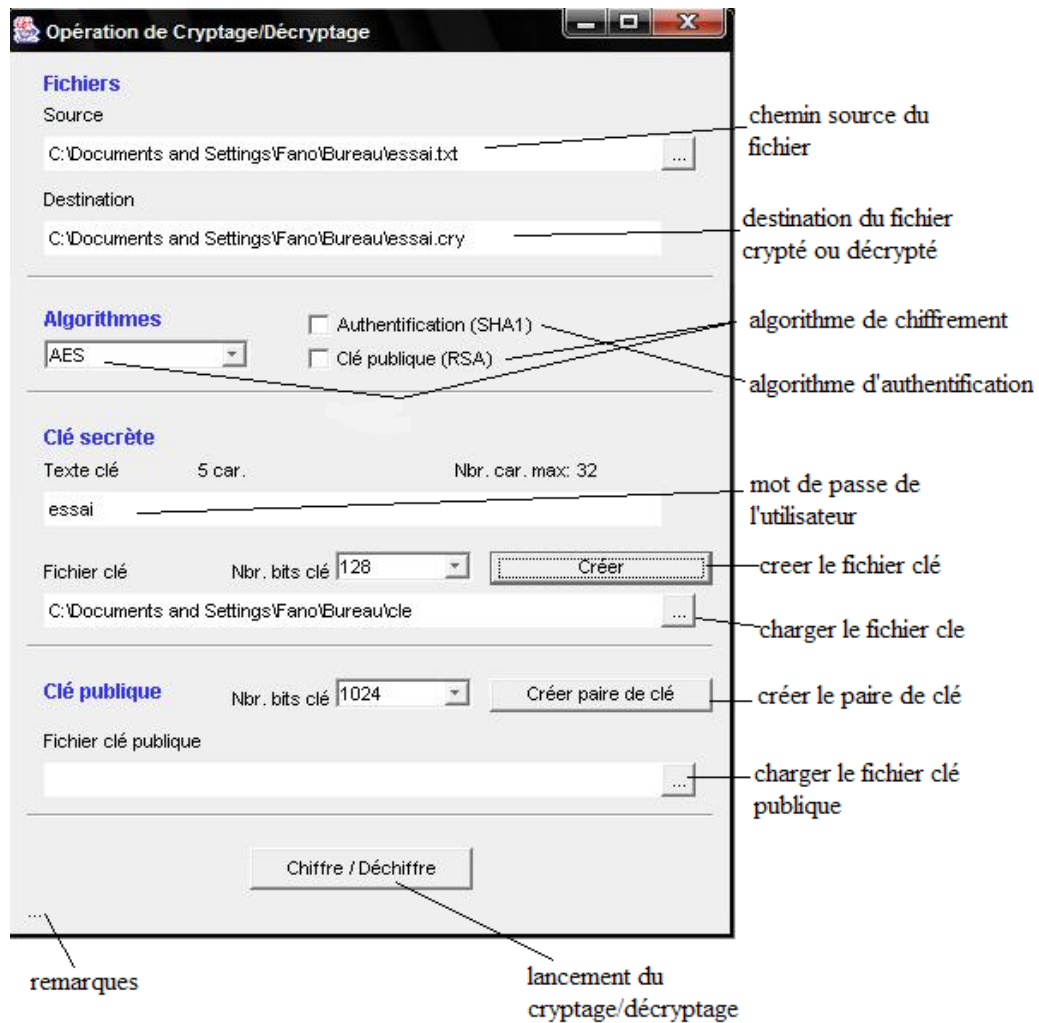 Opération de Cryptage/Décryptage
Fichiers
Source
C:\Documents and Settings\Fano\Bureau\essai.txt
...
chemin source du
fichier
Destination
C:\Documents and Settings\Fano\Bureau\essai.cry
destination du fichier
crypté ou décrypté
Algorithmes
AES
Authentification (SHA1)
Clé publique (RSA)
algorithme de chiffrement
algorithme d'authentification
Clé secrète
Texte clé 5 car. Nbr. car. max: 32
essai
mot de passe de
l'utilisateur
Fichier clé Nbr. bits clé 128 Créer
creer le fichier clé
C:\Documents and Settings\Fano\Bureau\cle
...
charger le fichier cle
Clé publique Nbr. bits clé 1024 Créer paire de clé
créer le paire de clé
Fichier clé publique
...
charger le fichier clé
publique
Chiffre / Déchiffre
...
remarques
lancement du
cryptage/décryptage